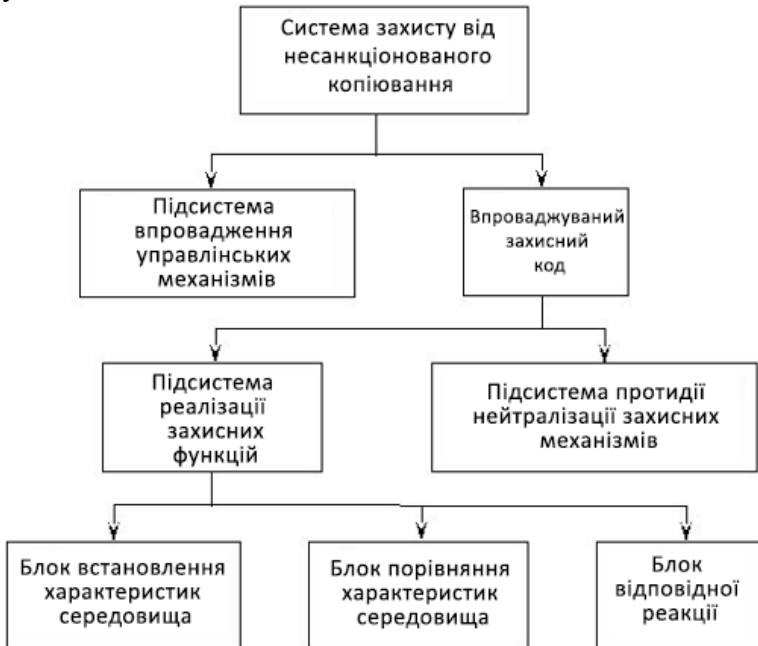 Система захисту від
несанкціонованого
копіювання
Підсистема
впровадження
управлінських
механізмів
Впроваджуваний
захисний
код
Підсистема
реалізації
захисних
функцій
Підсистема протидії
нейтралізації захисних
механізмів
Блок встановлення
характеристик
середовища
Блок порівняння
характеристик
середовища
Блок
відповідної
реакції